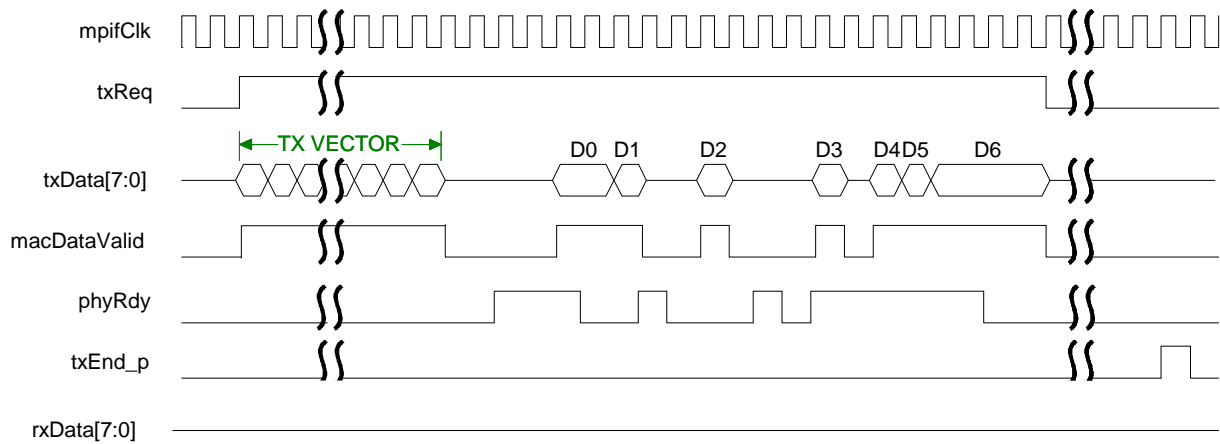 mpifClk
txReq
TX VECTOR
D0 D1 D2 D3 D4 D5 D6
txData[7:0]
macDataValid
phyRdy
txEnd_p
rxData[7:0]